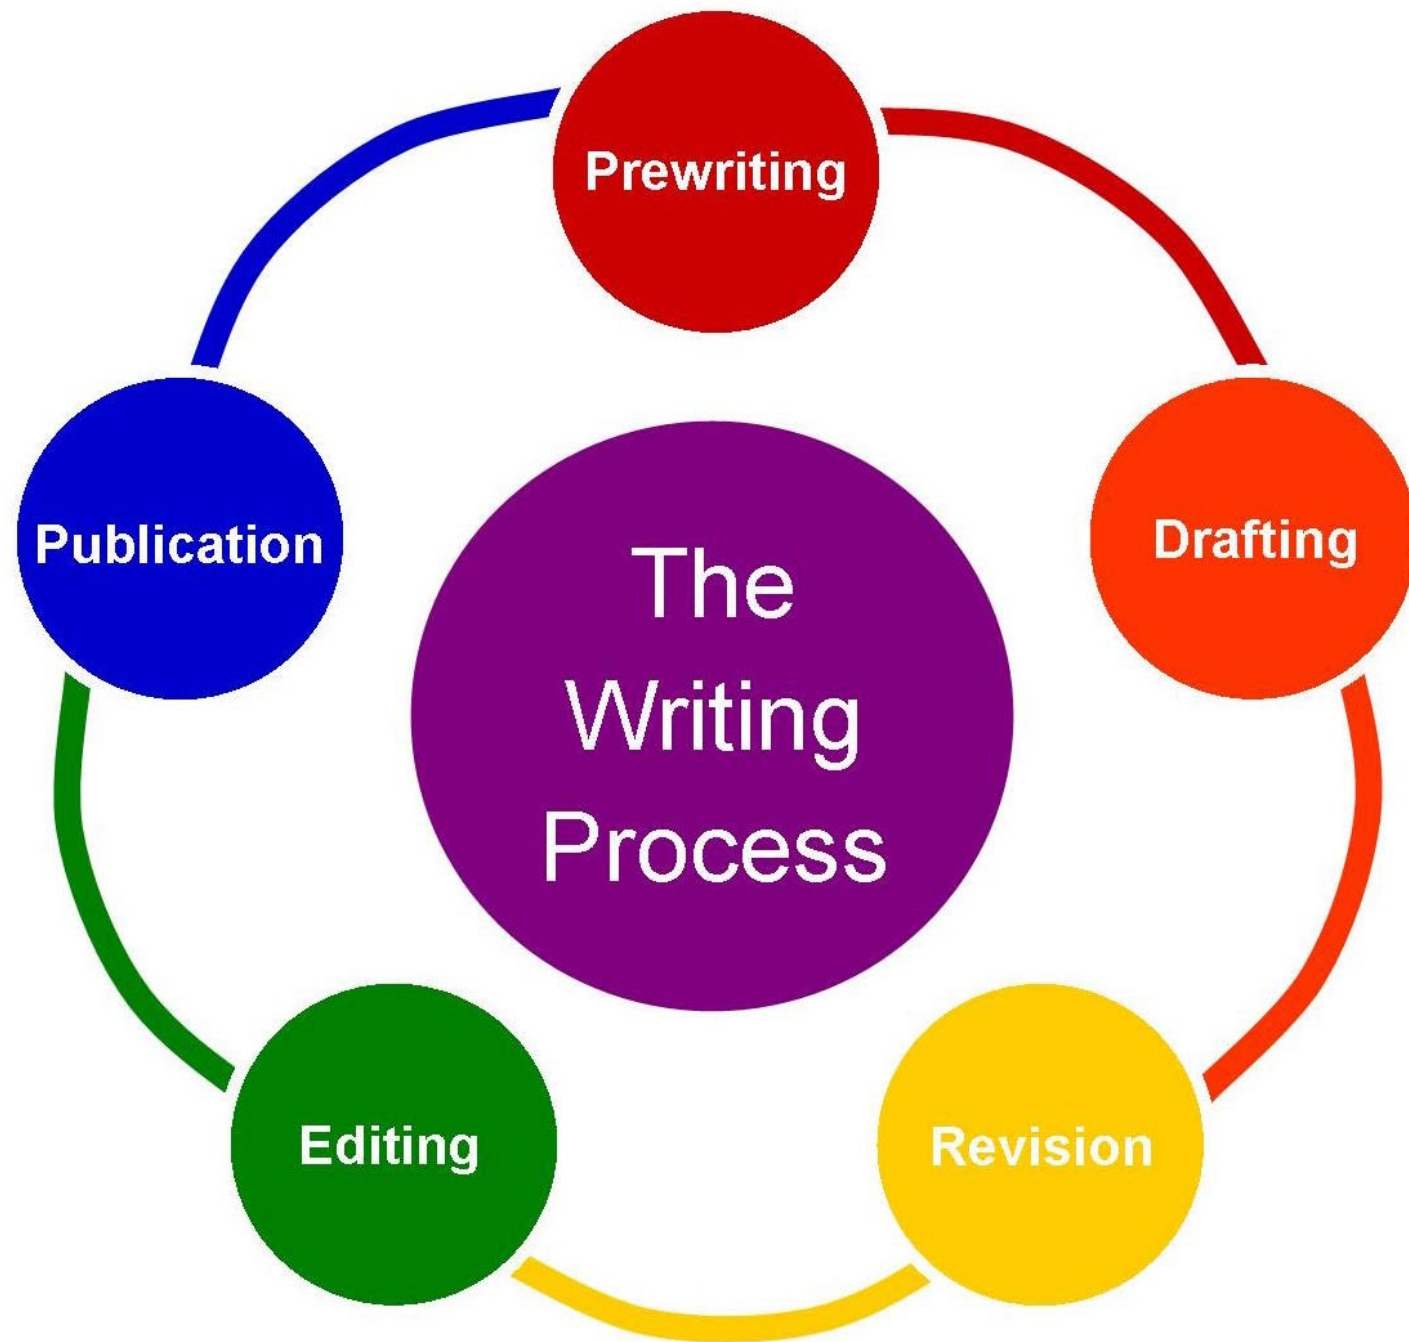 Prewriting
Drafting
Revision
Editing
Publication
The
Writing
Process